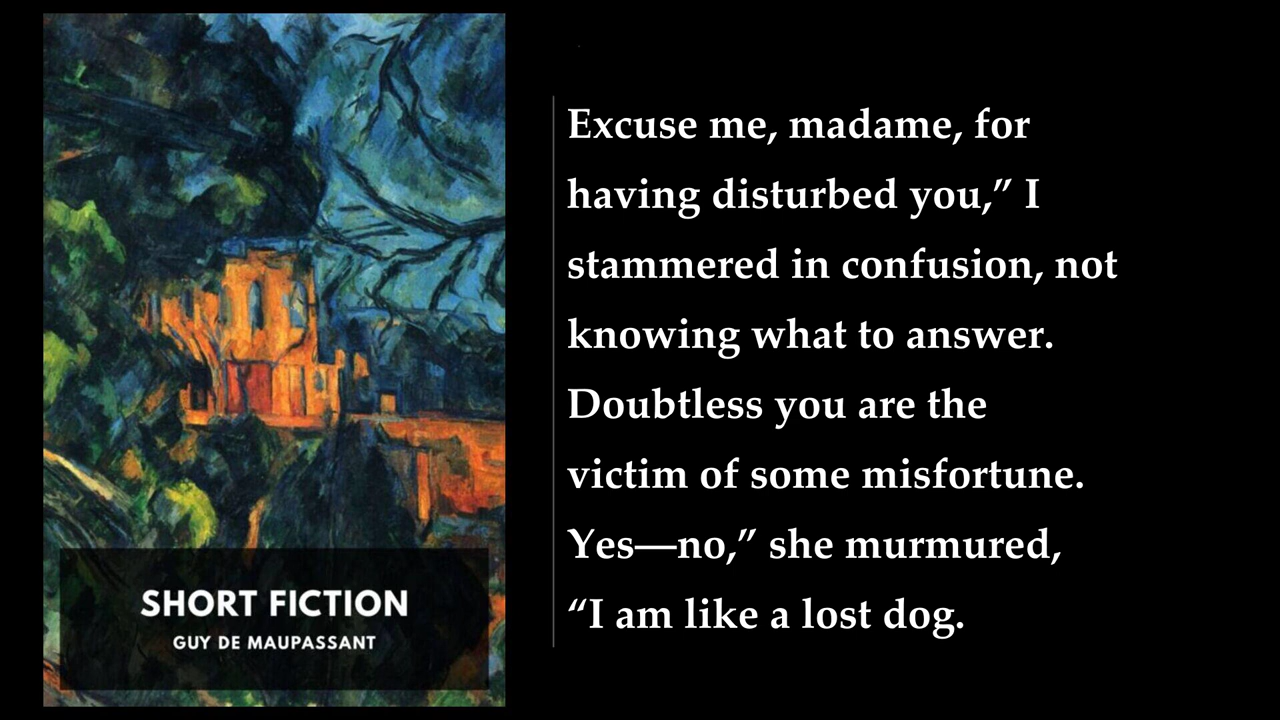 SHORT FICTION
GUY DE MAUPASSANT
Excuse me, madame, for
having disturbed you,” I
stammered in confusion, not
knowing what to answer.
Doubtless you are the
victim of some misfortune.
Yes—no,” she murmured,
“I am like a lost dog.